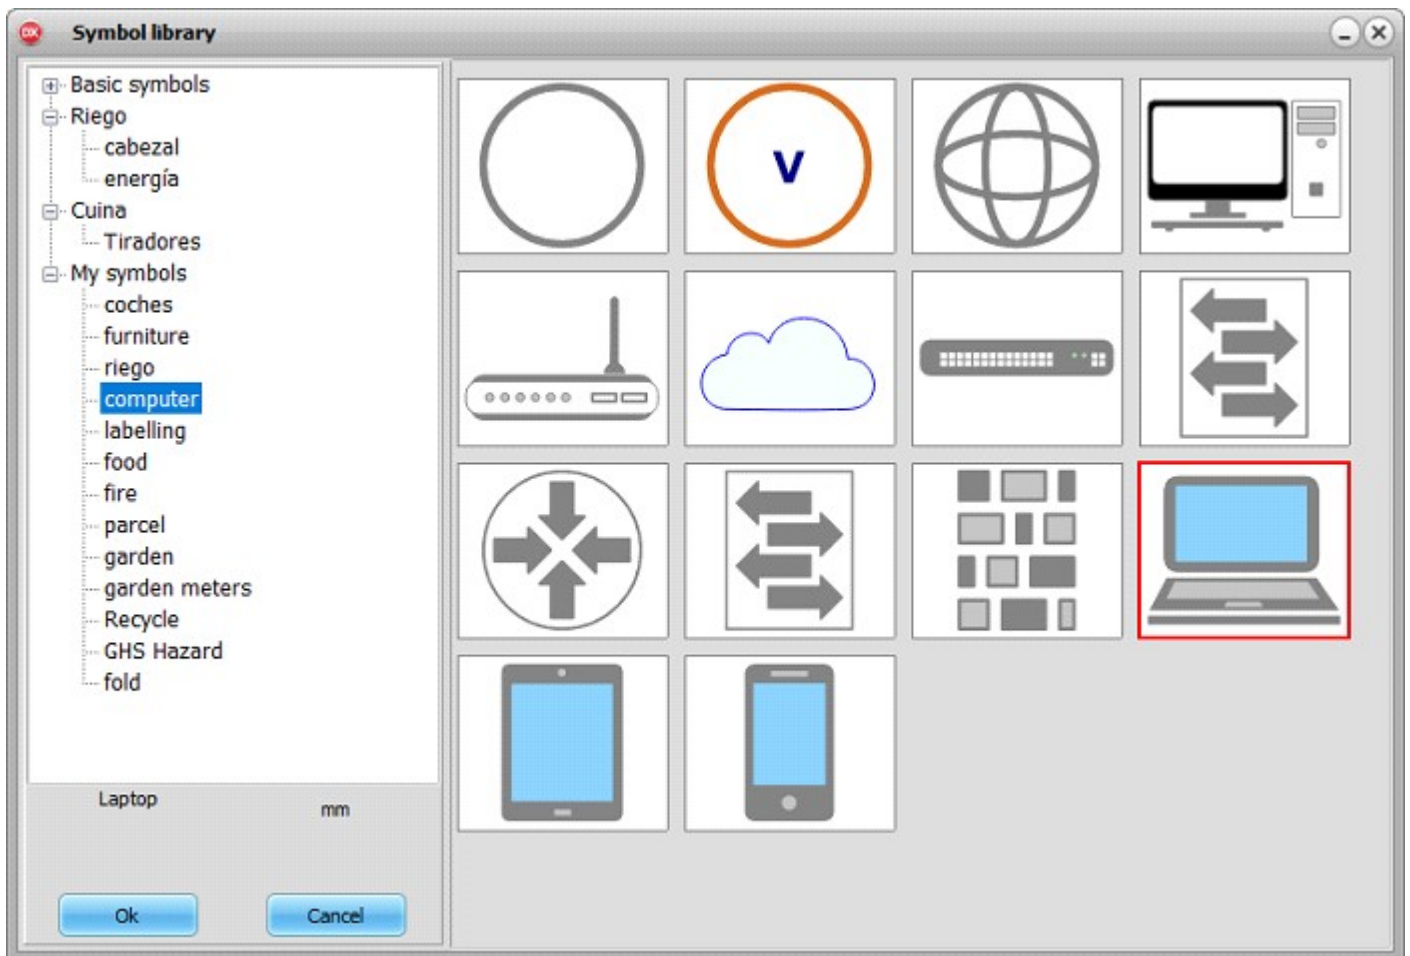 DX Symbol library
Basic symbols
Riego
cabezal
energía
Cuina
Tiradores
My symbols
coches
furniture
riego
computer
labelling
food
fire
parcel
garden
garden meters
Recycle
GHS Hazard
fold
Laptop
mm
Ok
Cancel
V